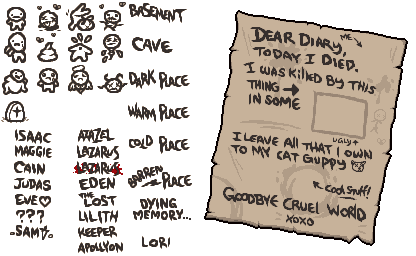 BASEMENT
CAVE
DARK PLACE
WARM PLACE
COLD PLACE
BARREN PLACE
DYING
MEMORY...
LORI
ISAAC
MAGGIE
CAIN
JUDAS
EVE♡
???
SAMS
AZAZEL
LAZARUS
LAZARUS
EDEN
THE
LOST
LILITH
KEEPER
APOLLYON
DEAR DIARY,
ME
TODAY I DIED.
I WAS KILLED BY THIS
THING →
IN SOME
UGLY↑
I LEAVE ALL THAT I OWN
TO MY CAT GUPPY
COOL STUFF!
GOODBYE CRUEL WORLD
XOXO